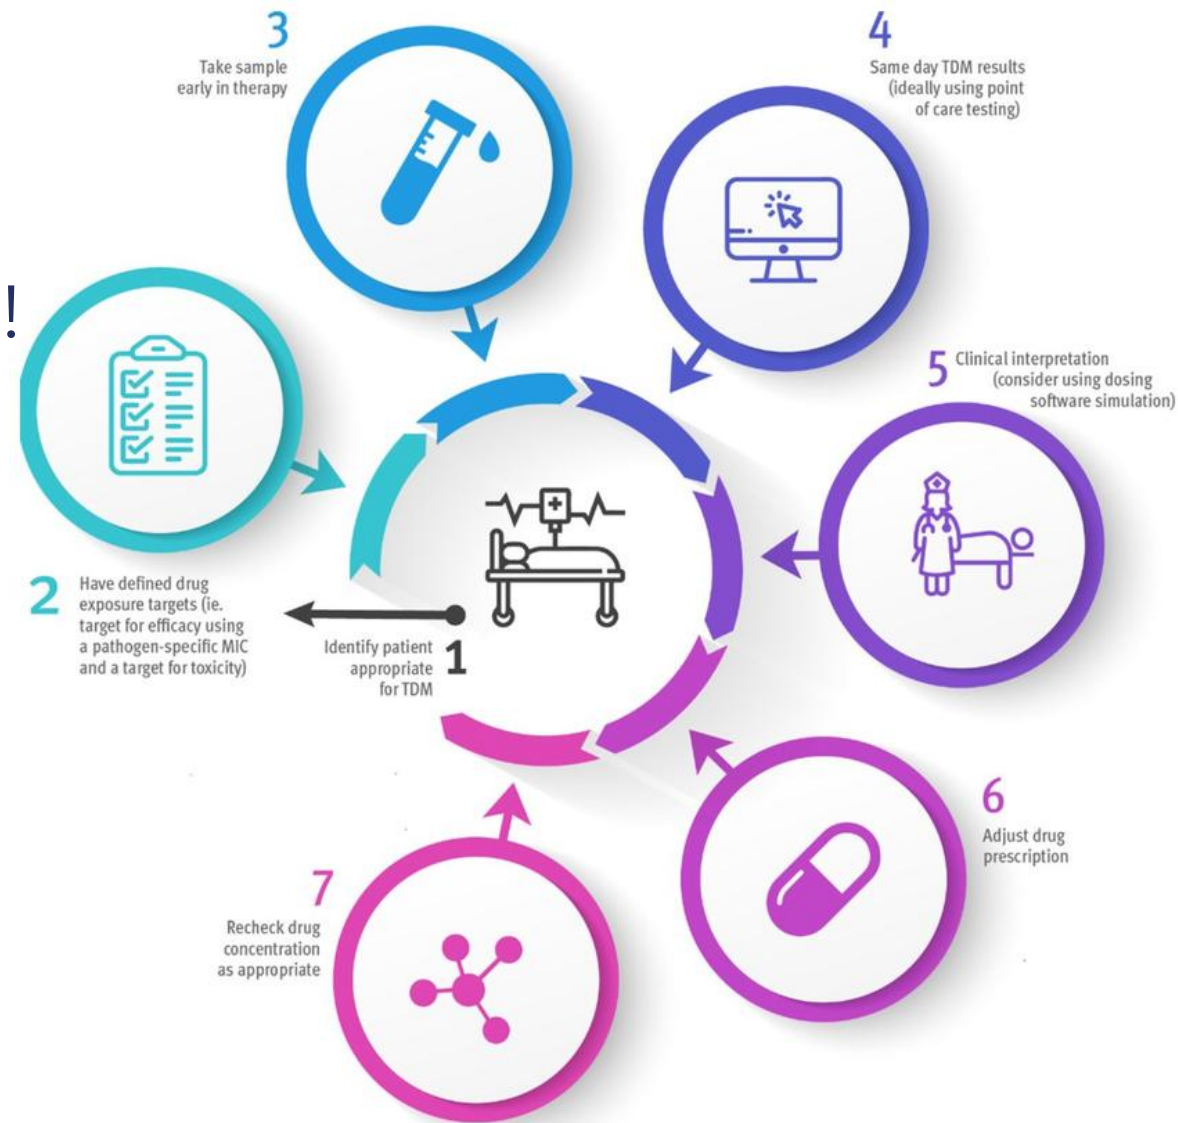 !
1
Identify patient
appropriate
for TDM
2
Have defined drug
exposure targets (ie.
target for efficacy using
a pathogen-specific MIC
and a target for toxicity)
3
Take sample
early in therapy
4
Same day TDM results
(ideally using point
of care testing)
5
Clinical interpretation
(consider using dosing
software simulation)
6
Adjust drug
prescription
7
Recheck drug
concentration
as appropriate